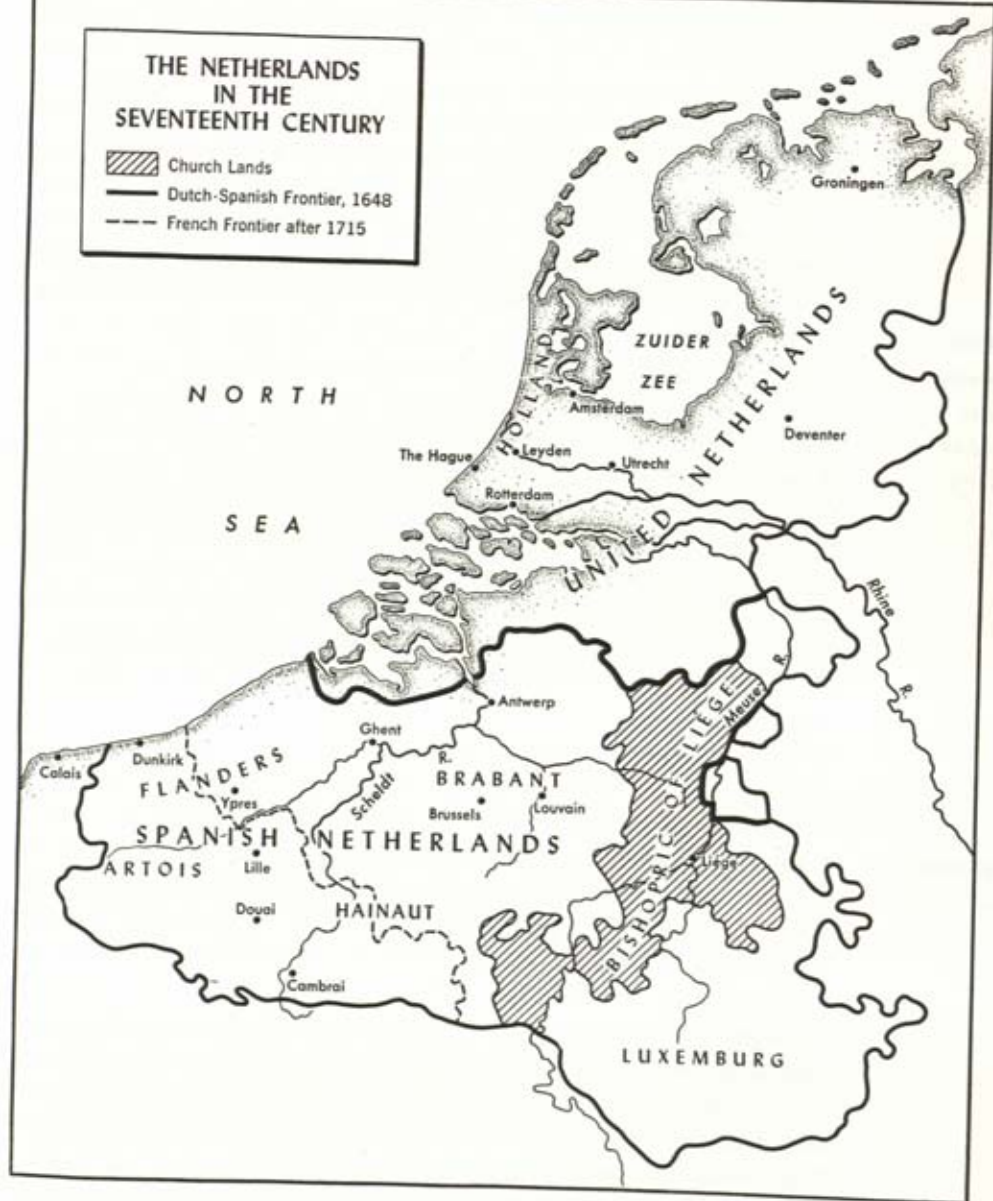 THE NETHERLANDS
IN THE
SEVENTEENTH CENTURY
Church Lands
Dutch-Spanish Frontier, 1648
French Frontier after 1715
Groningen
NORTH
SEA
ZUIDER
ZEE
HOLLAND
Amsterdam
UNITED NETHERLANDS
Deventer
The Hague
Leyden
Utrecht
Rotterdam
Rhine
R.
Antwerp
Meuse
R.
BISHOPRIC OF LIÉGE
Ghent
Calais
Dunkirk
FLANDERS
Ypres
Scheldt
R.
BRABANT
Brussels
Louvain
SPANISH NETHERLANDS
ARTOIS
Lille
Liége
Douai
HAINAUT
Cambrai
LUXEMBURG